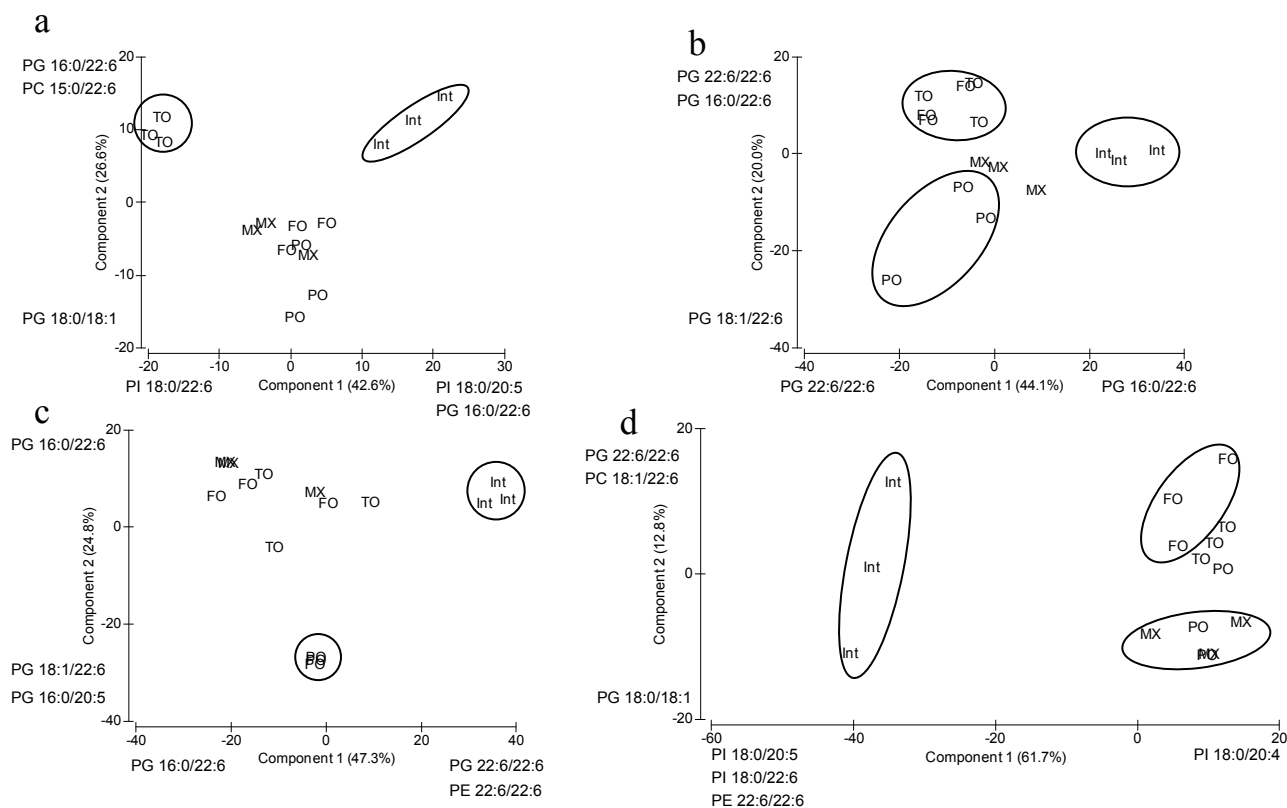 a
PG 16:0/22:6
PC 15:0/22:6
PG 18:0/18:1
20
10
0
-10
-20
Component 2 (26.6%)
TO
TO
TO
Int
Int
Int
MX
MX
FO
FO
FO
PO
MX
PO
PO
-20
-10
0
10
20
30
PI 18:0/22:6
Component 1 (42.6%)
PI 18:0/20:5
PG 16:0/22:6
b
PG 22:6/22:6
PG 16:0/22:6
PG 18:1/22:6
20
0
-20
-40
Component 2 (20.0%)
FO
TO
TO
FO
FO
TO
Int
Int
Int
MX
MX
MX
PO
PO
PO
-40
-20
0
20
40
PG 22:6/22:6
Component 1 (44.1%)
PG 16:0/22:6
c
PG 16:0/22:6
PG 18:1/22:6
PG 16:0/20:5
20
0
-20
-40
Component 2 (24.8%)
MX
MX
TO
FO
FO
MX
FO
TO
TO
Int
Int
Int
PO
PO
PO
-40
-20
0
20
40
PG 16:0/22:6
Component 1 (47.3%)
PG 22:6/22:6
PE 22:6/22:6
d
PG 22:6/22:6
PC 18:1/22:6
PG 18:0/18:1
20
0
-20
Component 2 (12.8%)
Int
Int
Int
FO
FO
TO
FO
TO
TO
PO
MX
PO
MX
PO
MX
-60
-40
-20
0
20
PI 18:0/20:5
PI 18:0/22:6
PE 22:6/22:6
Component 1 (61.7%)
PI 18:0/20:4